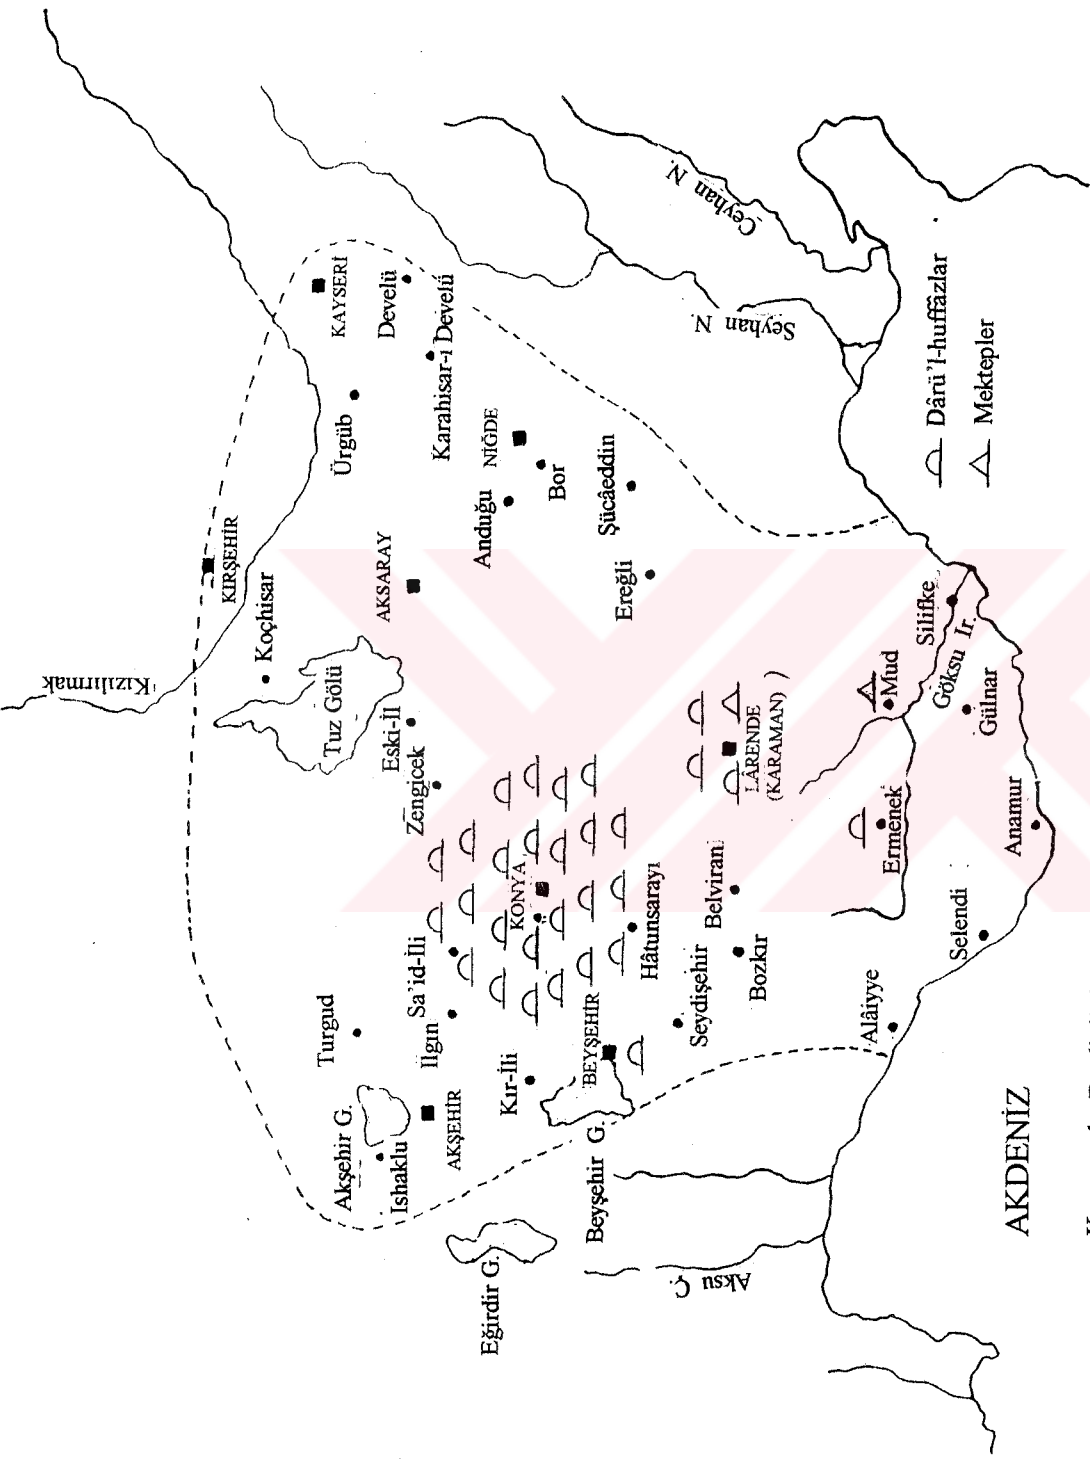 Kızılırmak
KIRŞEHİR
Koçhisar
Tuz Gölü
KAYSERİ
Ürgüb
Develü
Karahisar-ı Develü
AKSARAY
Eski-İl
Zengicek
Turgud
Akşehir G.
Ishaklu
AKŞEHİR
Ilgın
Sa'id-İli
NİĞDE
Anduğu
Bor
KONYA
Kır-İli
Eğirdir G.
BEYŞEHİR
Beyşehir G.
Şücâeddin
Ereğli
Hâtunsarayı
Seydişehir
Belviran
Bozkır
LÂRENDE
(KARAMAN)
Ceyhan N.
Seyhan N.
Aksu Ç.
Mud
Ermenek
Alâiyye
Silifke
Göksu Ir.
Gülnar
Selendi
Anamur
Dârü'l-huffâzlar
Mektepler
AKDENİZ